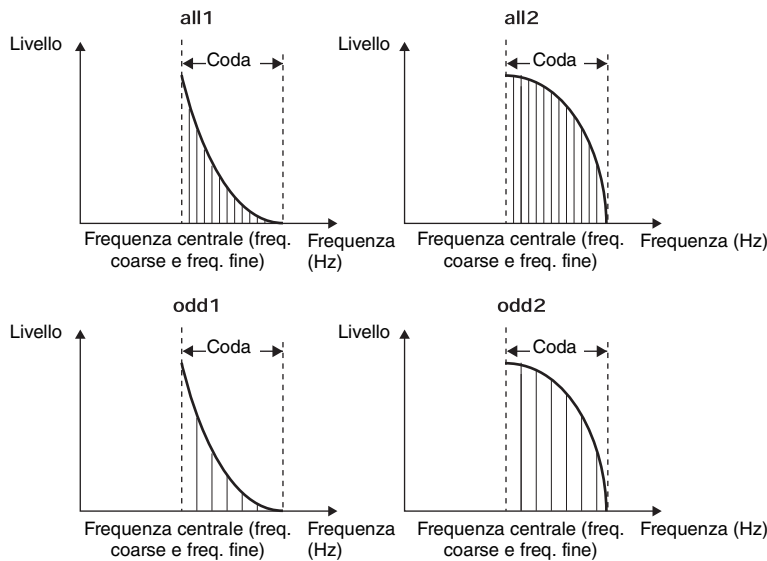 all1
Livello
Coda
Frequenza centrale (freq.
coarse e freq. fine)
Frequenza
(Hz)
all2
Livello
Coda
Frequenza centrale (freq.
coarse e freq. fine)
Frequenza (Hz)
odd1
Livello
Coda
Frequenza centrale (freq.
coarse e freq. fine)
Frequenza
(Hz)
odd2
Livello
Coda
Frequenza centrale (freq.
coarse e freq. fine)
Frequenza (Hz)